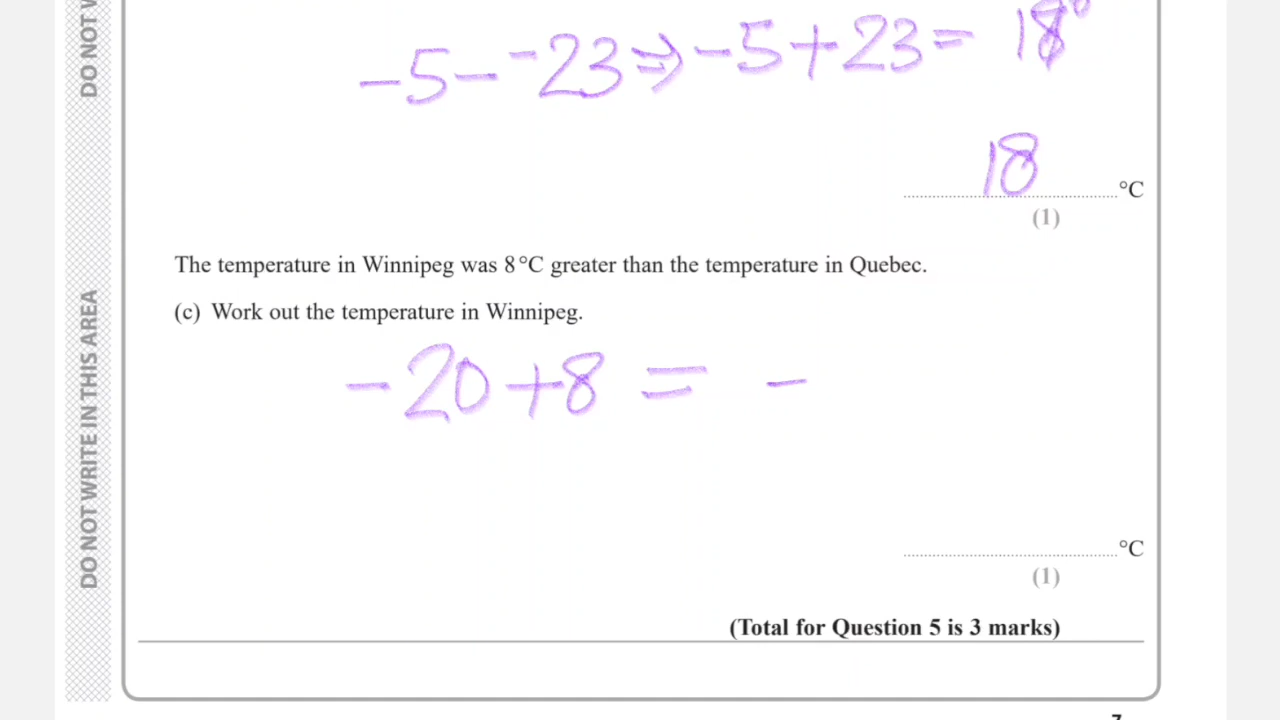 DO NOT W
-5--23⇒-5+23= 18°
18 °C
(1)
The temperature in Winnipeg was 8 °C greater than the temperature in Quebec.
(c) Work out the temperature in Winnipeg.
-20+8 = -
DO NOT WRITE IN THIS AREA
°C
(1)
(Total for Question 5 is 3 marks)